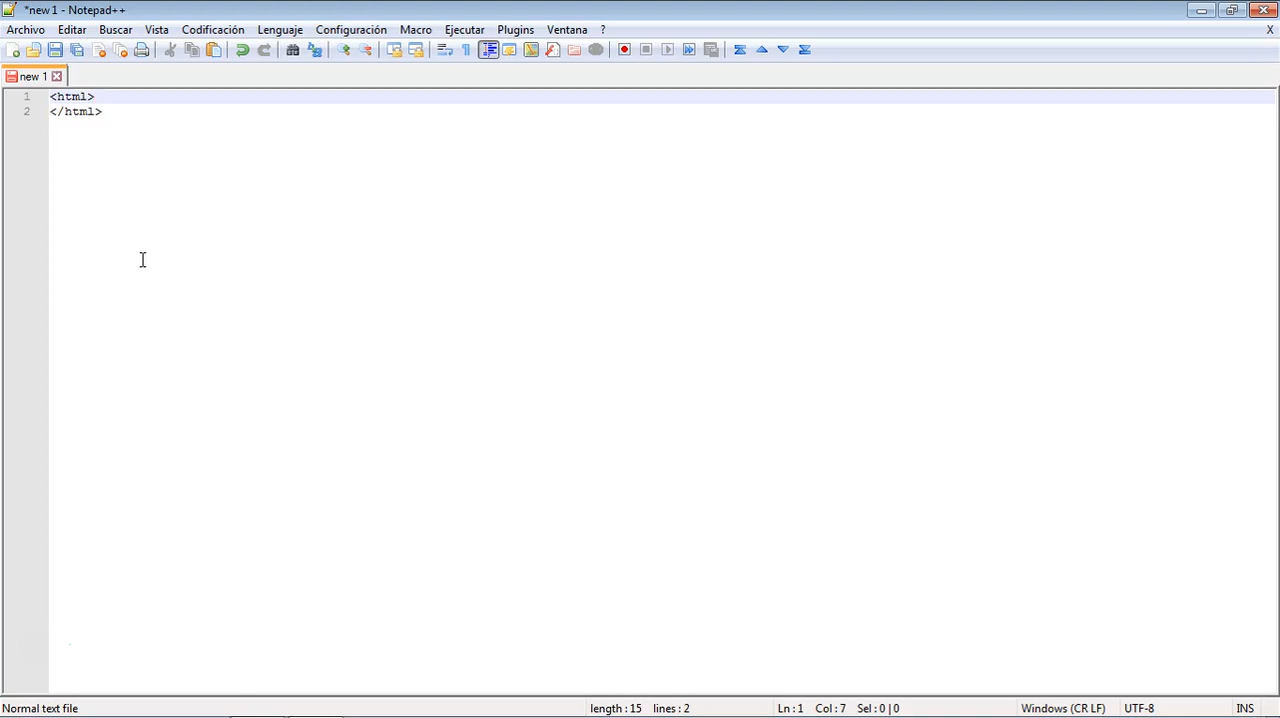 *new 1 - Notepad++
Archivo Editar Buscar Vista Codificación Lenguaje Configuración Macro Ejecutar Plugins Ventana ? X
new 1
1 <html>
2 </html>
Normal text file length : 15 lines : 2 Ln : 1 Col : 7 Sel : 0 | 0 Windows (CR LF) UTF-8 INS